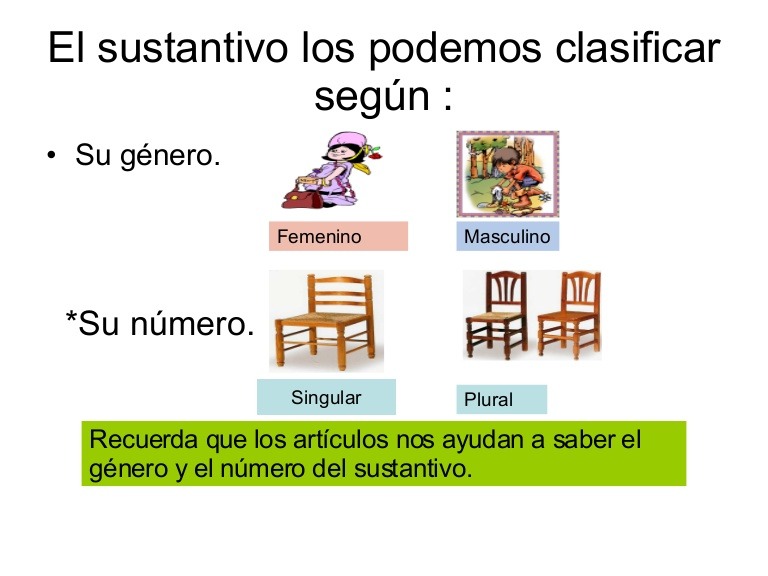 El sustantivo los podemos clasificar
según :
• Su género.
Femenino
Masculino
*Su número.
Singular
Plural
Recuerda que los artículos nos ayudan a saber el
género y el número del sustantivo.